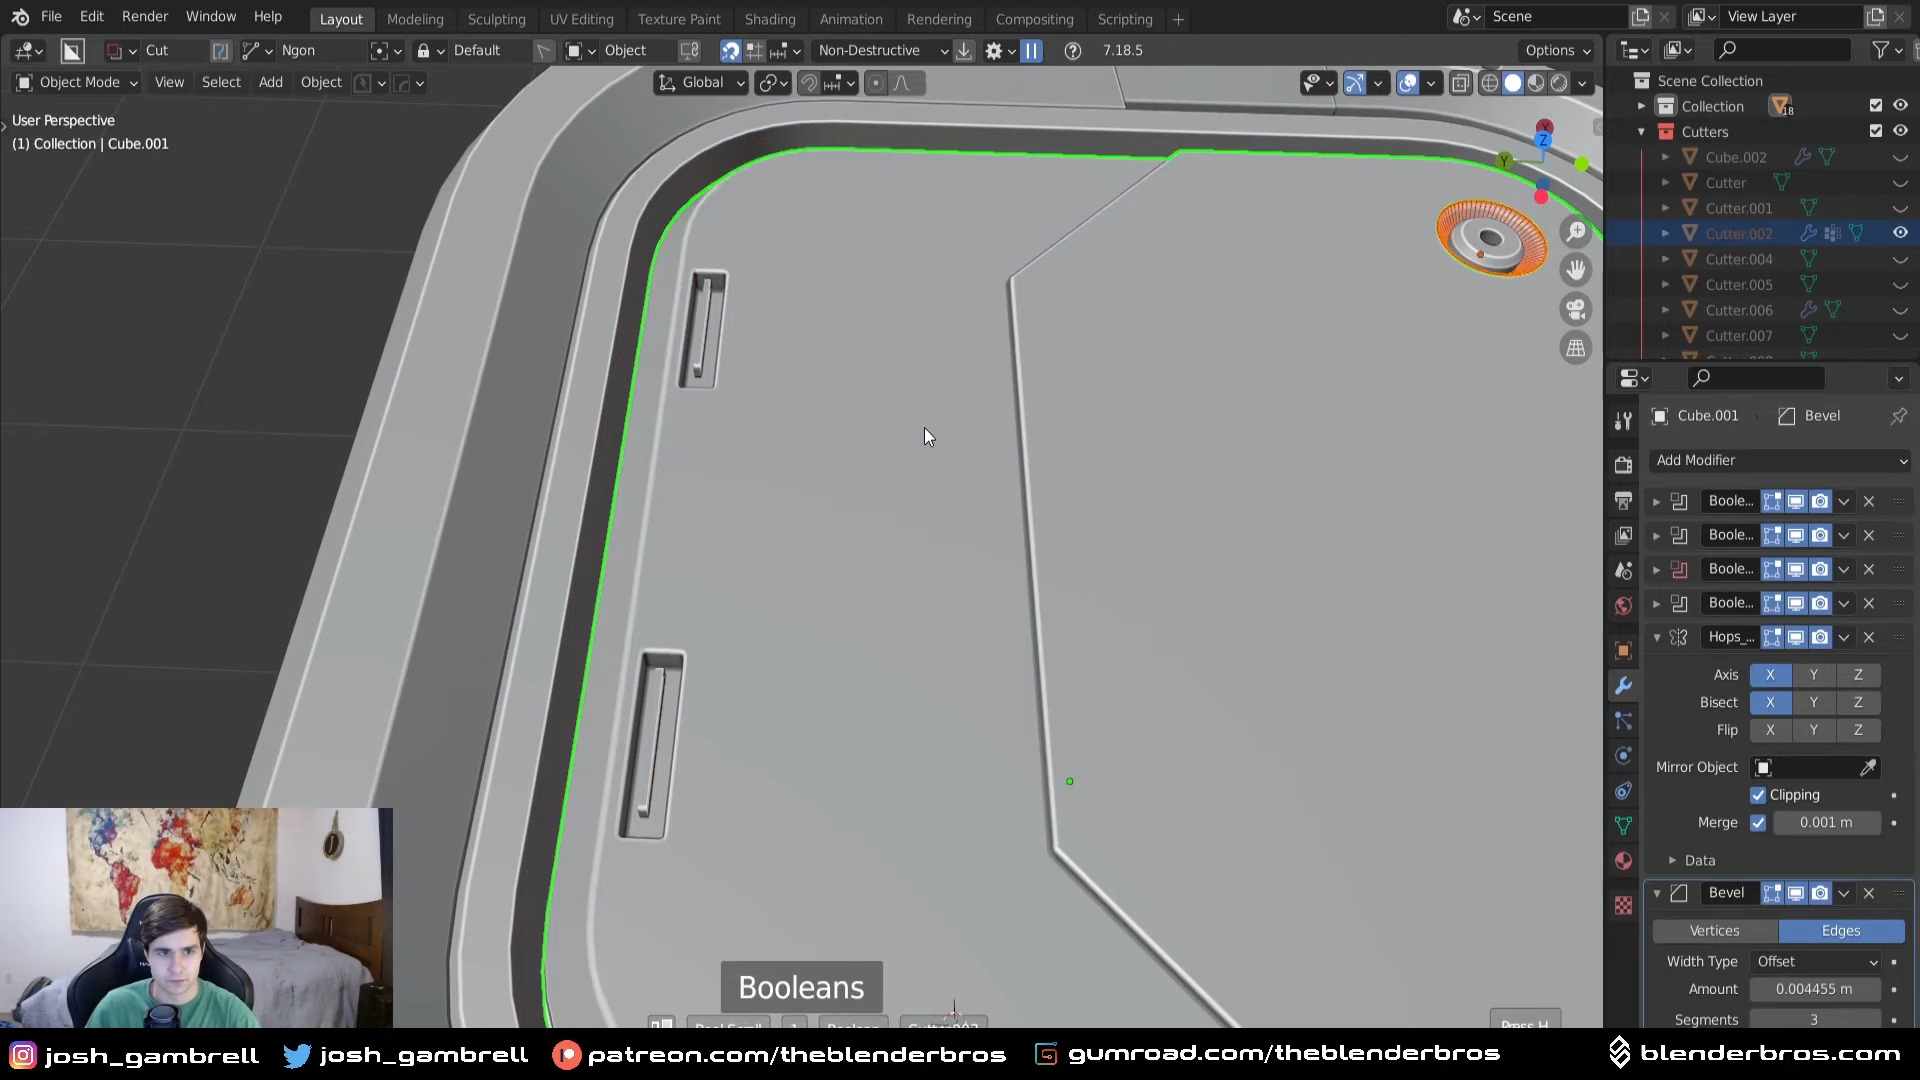 File Edit Render Window Help Layout Modeling Sculpting UV Editing Texture Paint Shading Animation Rendering Compositing Scripting + Scene View Layer
Cut Ngon Default Object Non-Destructive 7.18.5 Options
Object Mode View Select Add Object Global
User Perspective
(1) Collection | Cube.001
Scene Collection
Collection 18
Cutters
Cube.002
Cutter
Cutter.001
Cutter.002
Cutter.004
Cutter.005
Cutter.006
Cutter.007
X
Z
Y
Cube.001 Bevel
Add Modifier
Boole...
Boole...
Boole...
Boole...
Hops_...
Axis X Y Z
Bisect X Y Z
Flip X Y Z
Mirror Object
Clipping
Merge 0.001 m
Data
Bevel
Vertices Edges
Width Type Offset
Amount 0.004455 m
Segments 3
Booleans
Press H
josh_gambrell josh_gambrell patreon.com/theblenderbros gumroad.com/theblenderbros blenderbros.com